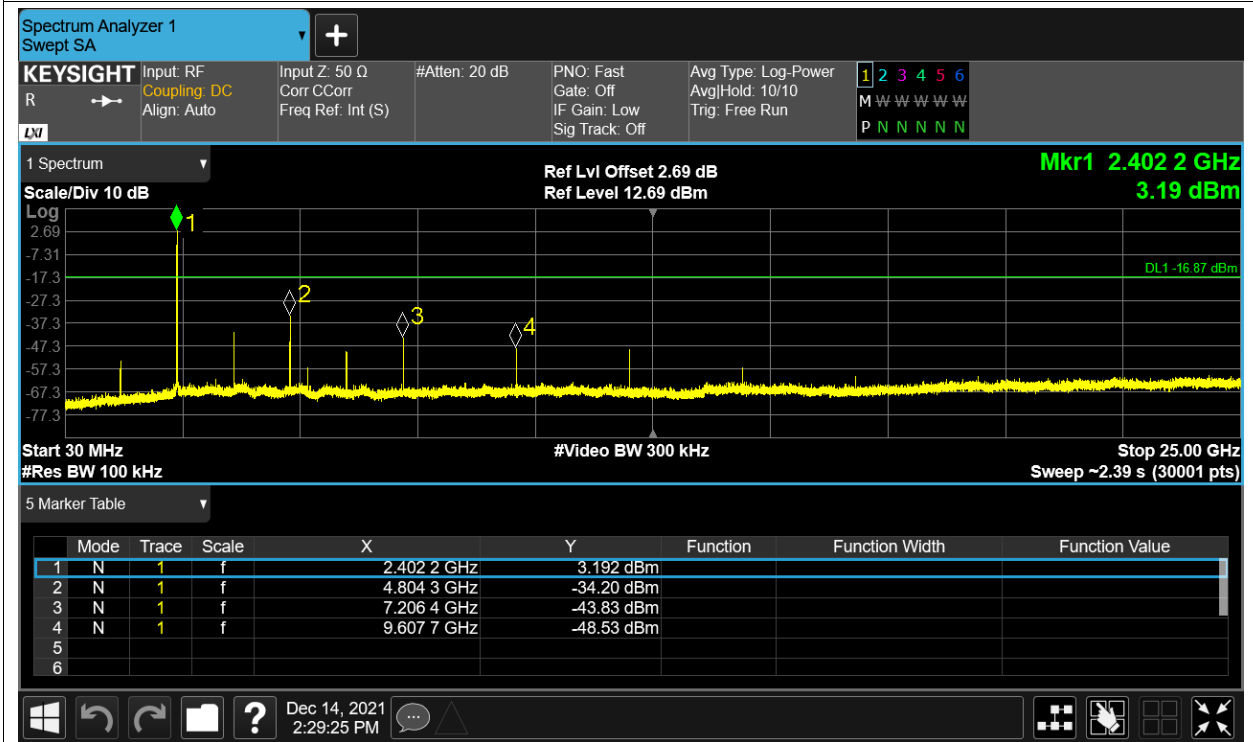 Spectrum Analyzer 1
Swept SA
+
KEYSIGHT Input: RF Input Z: 50 Ω #Atten: 20 dB PNO: Fast Avg Type: Log-Power 1 2 3 4 5 6
R Coupling: DC Corr CCorr Gate: Off Avg|Hold: 10/10 M W W W W W
Align: Auto Freq Ref: Int (S) IF Gain: Low Trig: Free Run
LXI Sig Track: Off P N N N N N
1 Spectrum Ref Lvl Offset 2.69 dB Mkr1 2.402 2 GHz
Scale/Div 10 dB Ref Level 12.69 dBm 3.19 dBm
Log
1
2.69
-7.31
DL1 -16.87 dBm
-17.3
2
-27.3
3
-37.3
4
-47.3
-57.3
-67.3
-77.3
Start 30 MHz #Video BW 300 kHz Stop 25.00 GHz
#Res BW 100 kHz Sweep ~2.39 s (30001 pts)
5 Marker Table
Mode Trace Scale X Y Function Function Width Function Value
1 N 1 f 2.402 2 GHz 3.192 dBm
2 N 1 f 4.804 3 GHz -34.20 dBm
3 N 1 f 7.206 4 GHz -43.83 dBm
4 N 1 f 9.607 7 GHz -48.53 dBm
5
6
? Dec 14, 2021
2:29:25 PM